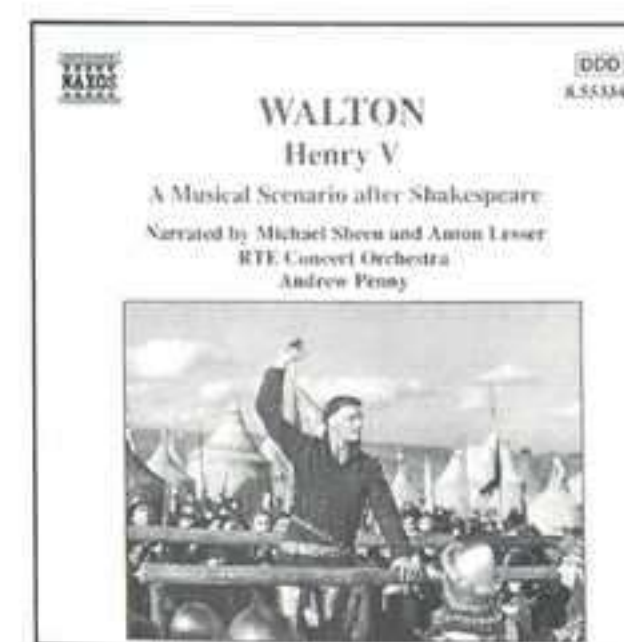 NAXOS
DDD
8.55334
WALTON
Henry V
A Musical Scenario after Shakespeare
Narrated by Michael Sheen and Anton Lesser
RTE Concert Orchestra
Andrew Penny